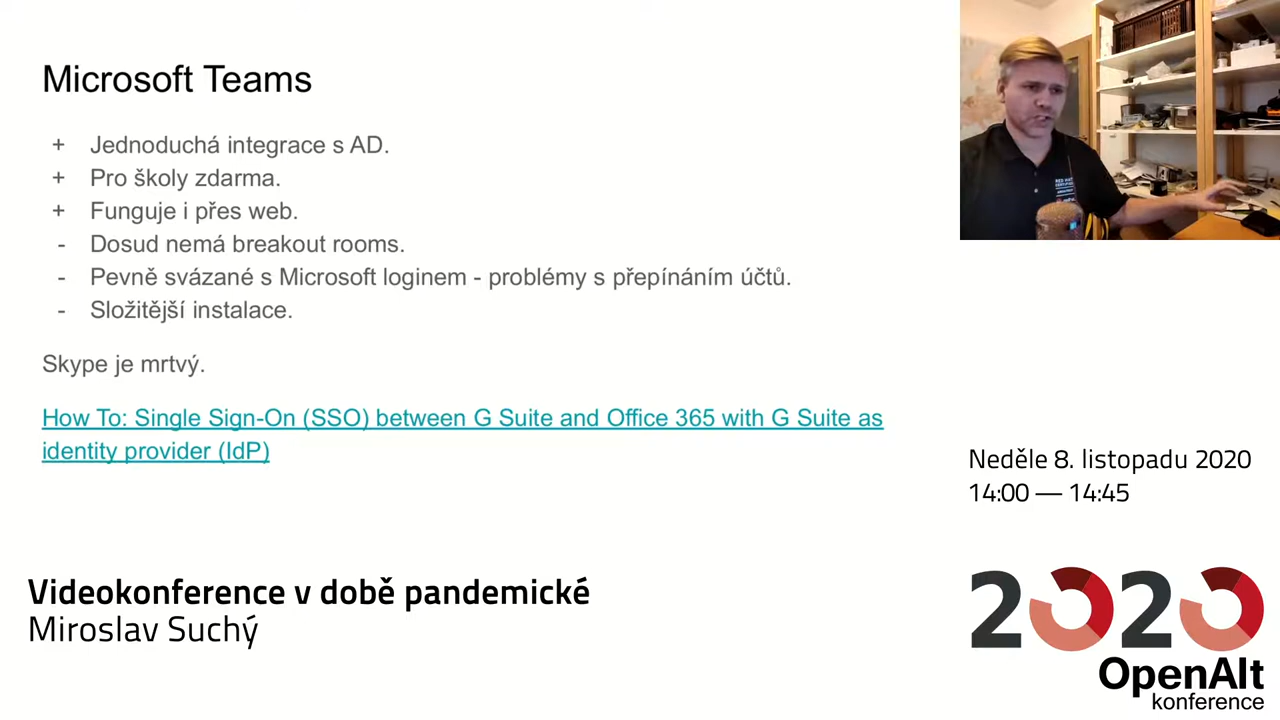 Microsoft Teams
+ Jednoduchá integrace s AD.
+ Pro školy zdarma.
+ Funguje i přes web.
- Dosud nemá breakout rooms.
- Pevně svázané s Microsoft loginem - problémy s přepínáním účtů.
- Složitější instalace.
Skype je mrtvý.
How To: Single Sign-On (SSO) between G Suite and Office 365 with G Suite as
identity provider (IdP)
Neděle 8. listopadu 2020
14:00 — 14:45
Videokonference v době pandemické
Miroslav Suchý
2020
OpenAlt
konference